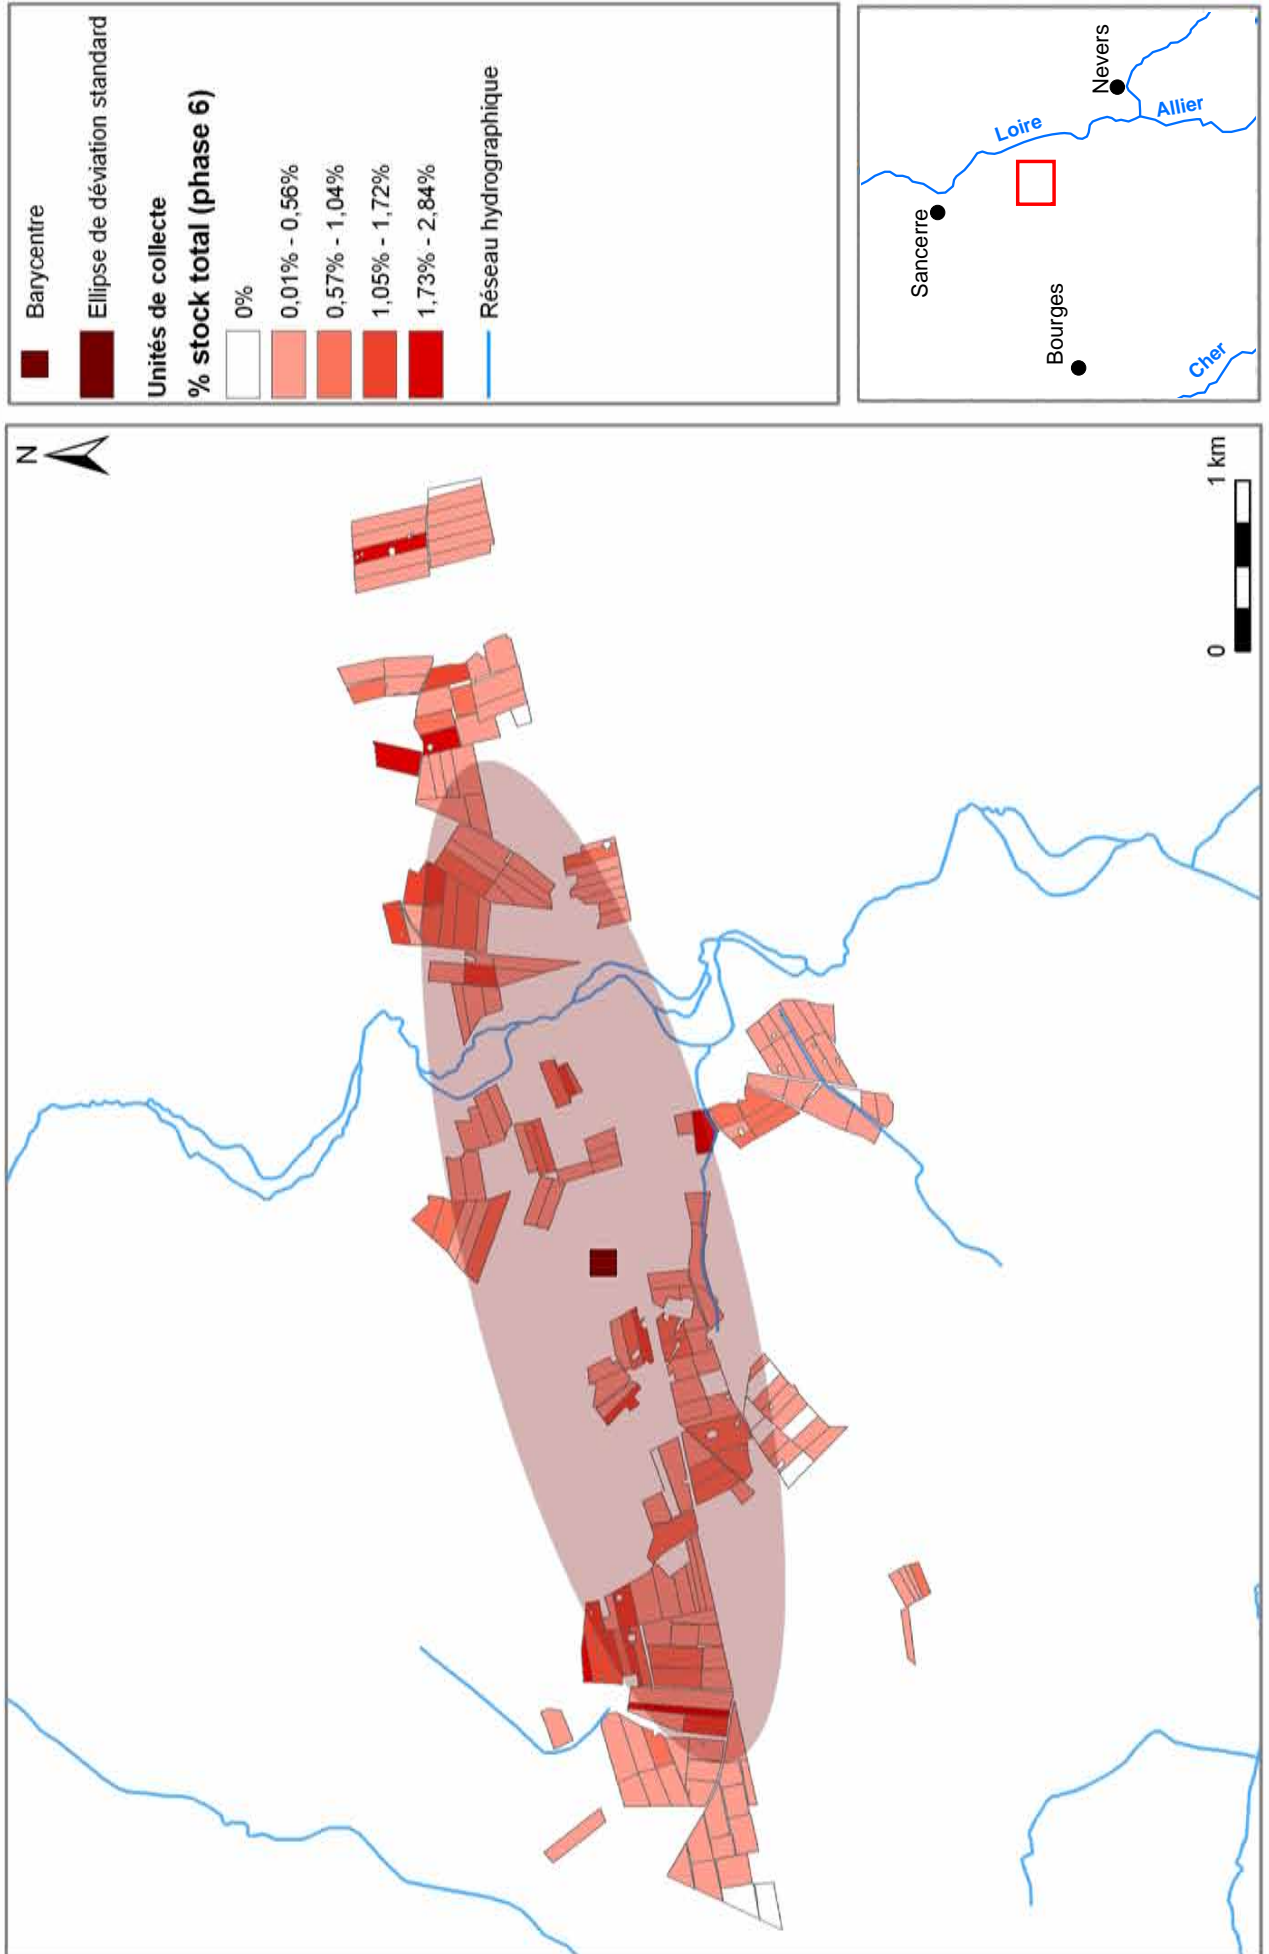 Barycentre
Ellipse de déviation standard
Unités de collecte
% stock total (phase 6)
0%
0,01% - 0,56%
0,57% - 1,04%
1,05% - 1,72%
1,73% - 2,84%
Réseau hydrographique
Sancerre
Nevers
Loire
Allier
Bourges
Cher
N
0 1 km